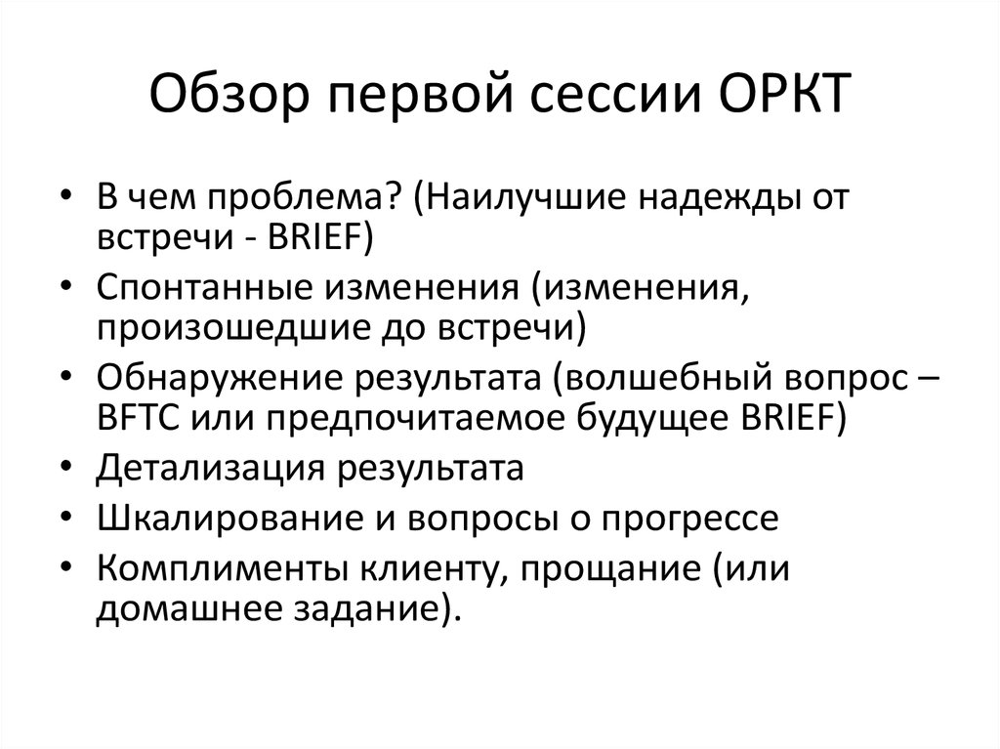 Обзор первой сессии ОРКТ
• В чем проблема? (Наилучшие надежды от
встречи - BRIEF)
• Спонтанные изменения (изменения,
произошедшие до встречи)
• Обнаружение результата (волшебный вопрос –
BFTC или предпочитаемое будущее BRIEF)
• Детализация результата
• Шкалирование и вопросы о прогрессе
• Комплименты клиенту, прощание (или
домашнее задание).